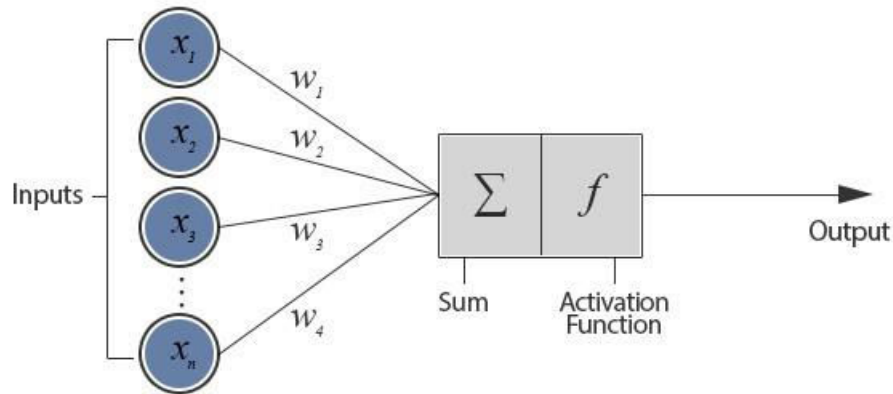 x₁
w₁
x₂
w₂
Inputs
Σ f
x₃
w₃
Output
Sum
Activation
Function
w₄
xₙ